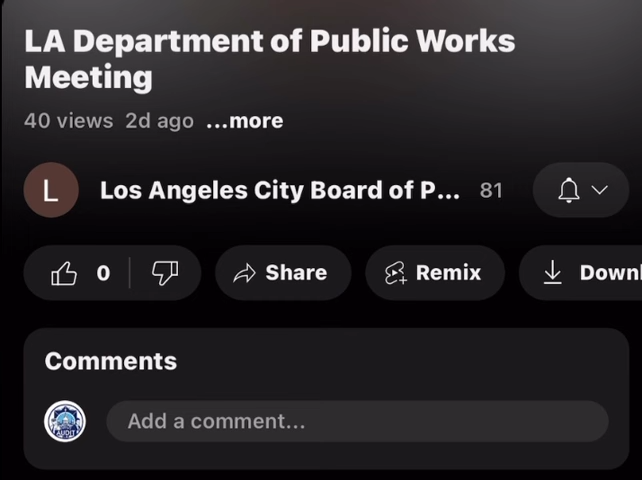 LA Department of Public Works
Meeting
40 views 2d ago ...more
L Los Angeles City Board of P... 81
0 Share Remix Downl
Comments
AUDIT
Add a comment...